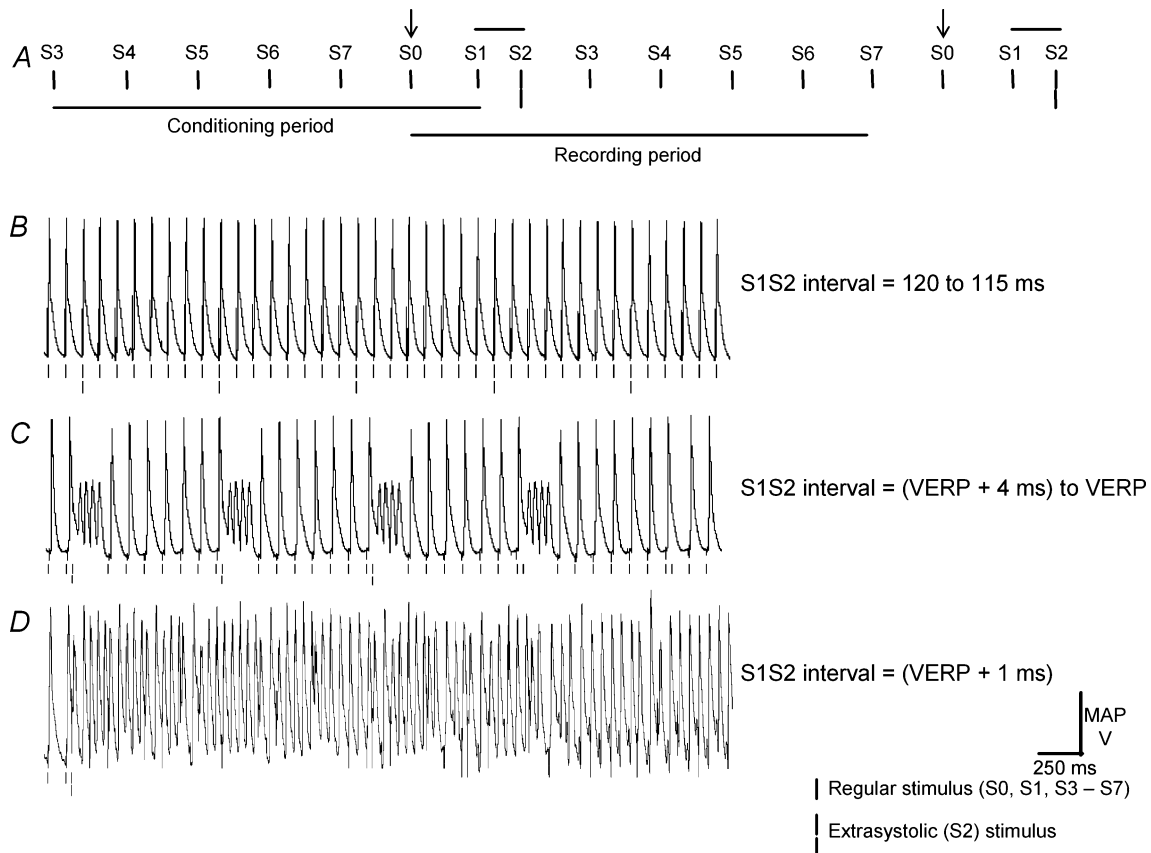 A S3 S4 S5 S6 S7 S0 S1 S2 S3 S4 S5 S6 S7 S0 S1 S2
Conditioning period
Recording period
B
S1S2 interval = 120 to 115 ms
C
S1S2 interval = (VERP + 4 ms) to VERP
D
S1S2 interval = (VERP + 1 ms)
MAP
V
250 ms
Regular stimulus (S0, S1, S3 – S7)
Extrasystolic (S2) stimulus